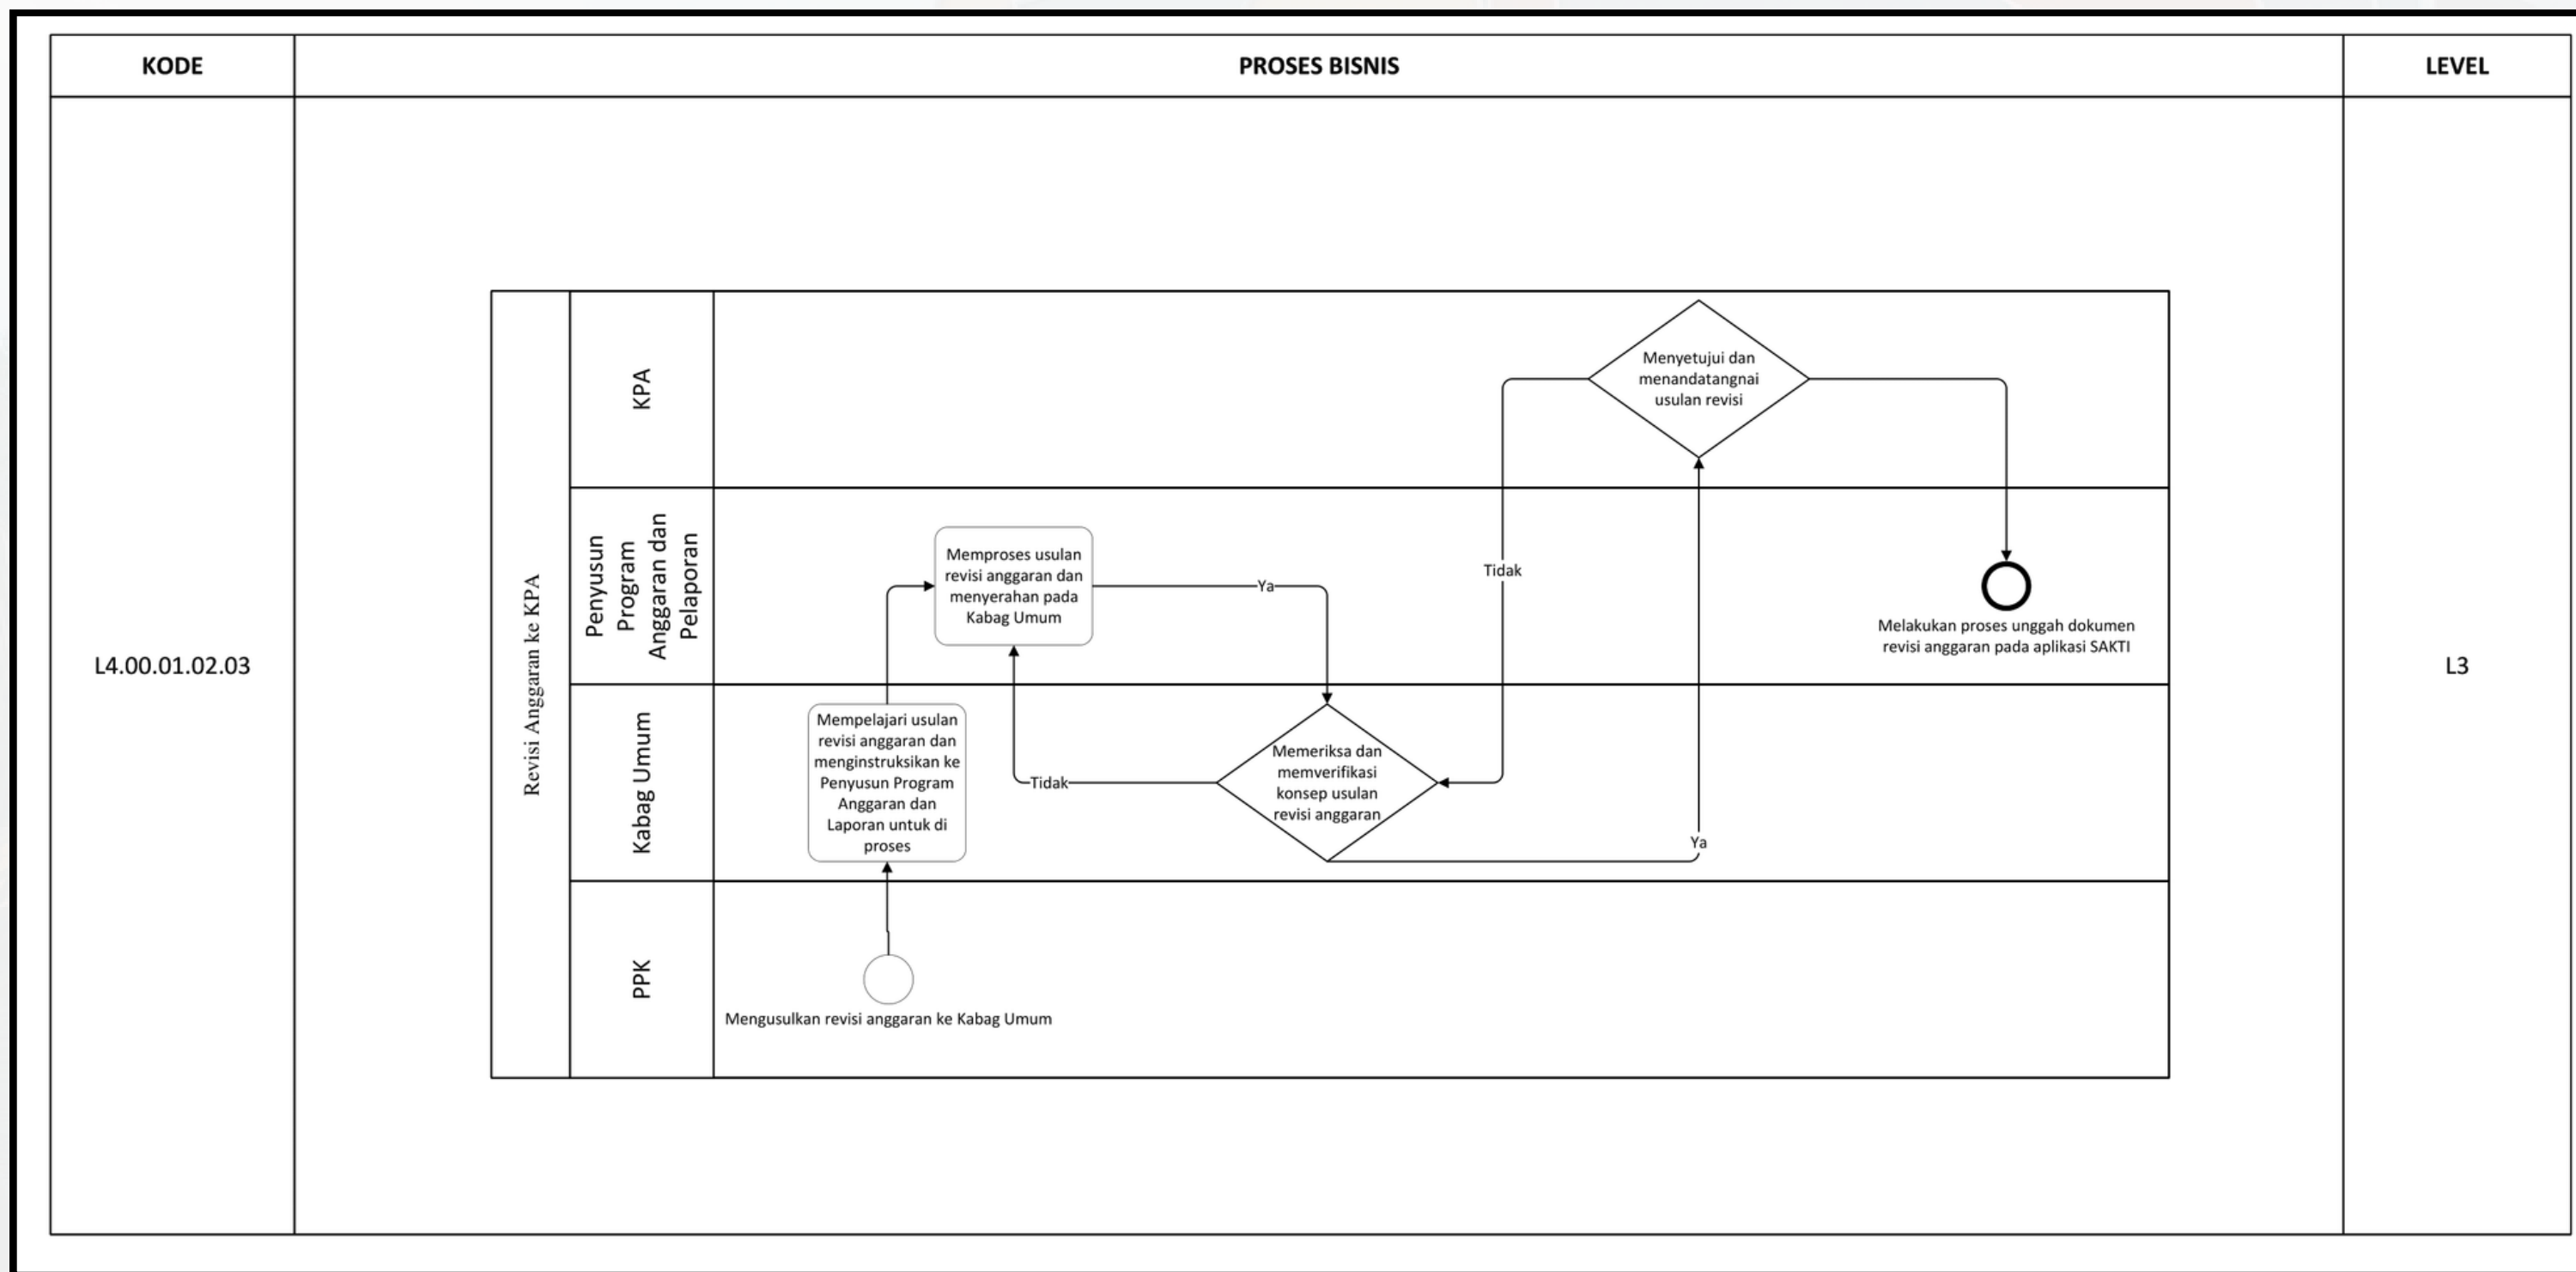 KODE
PROSES BISNIS
LEVEL
L4.00.01.02.03
Revisi Anggaran ke KPA
KPA
Menyetujui dan
menandatangnai
usulan revisi
Penyusun
Program
Anggaran dan
Pelaporan
Memproses usulan
revisi anggaran dan
menyerahan pada
Kabag Umum
Ya
Tidak
Melakukan proses unggah dokumen
revisi anggaran pada aplikasi SAKTI
Kabag Umum
Mempelajari usulan
revisi anggaran dan
menginstruksikan ke
Penyusun Program
Anggaran dan
Laporan untuk di
proses
Tidak
Memeriksa dan
memverifikasi
konsep usulan
revisi anggaran
Ya
PPK
Mengusulkan revisi anggaran ke Kabag Umum
L3